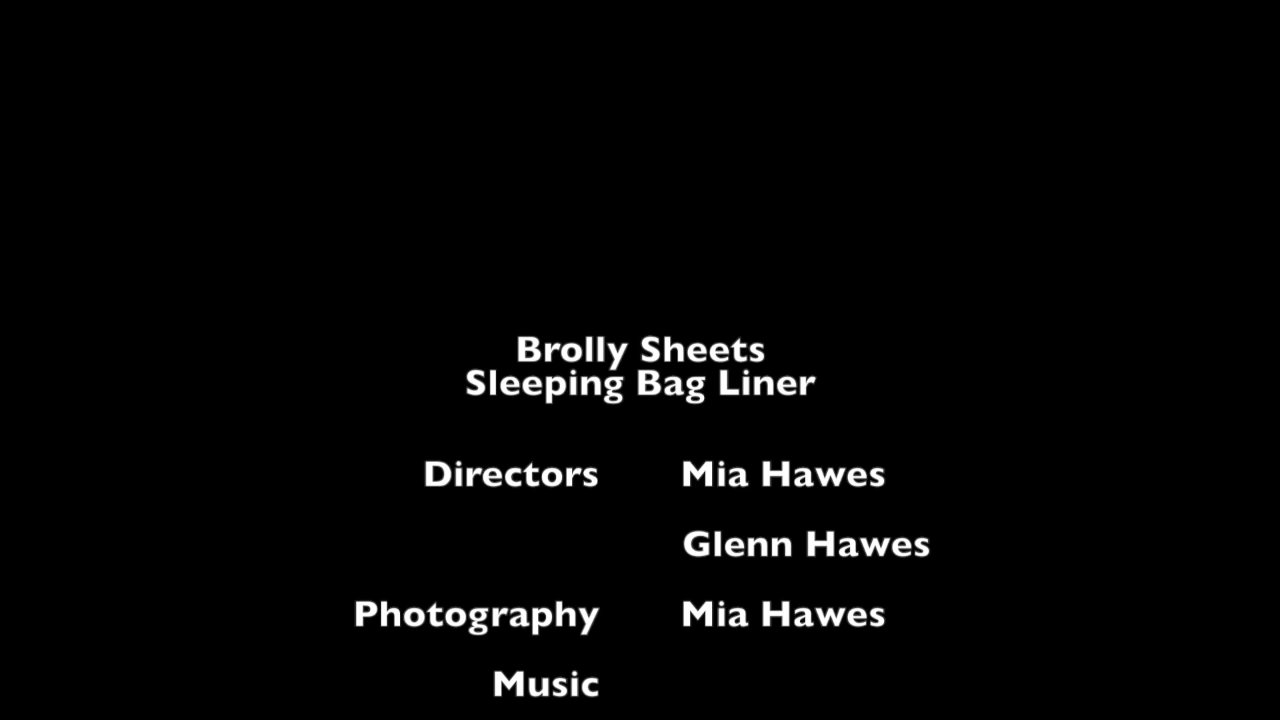 Brolly Sheets
Sleeping Bag Liner
Directors Mia Hawes
Glenn Hawes
Photography Mia Hawes
Music